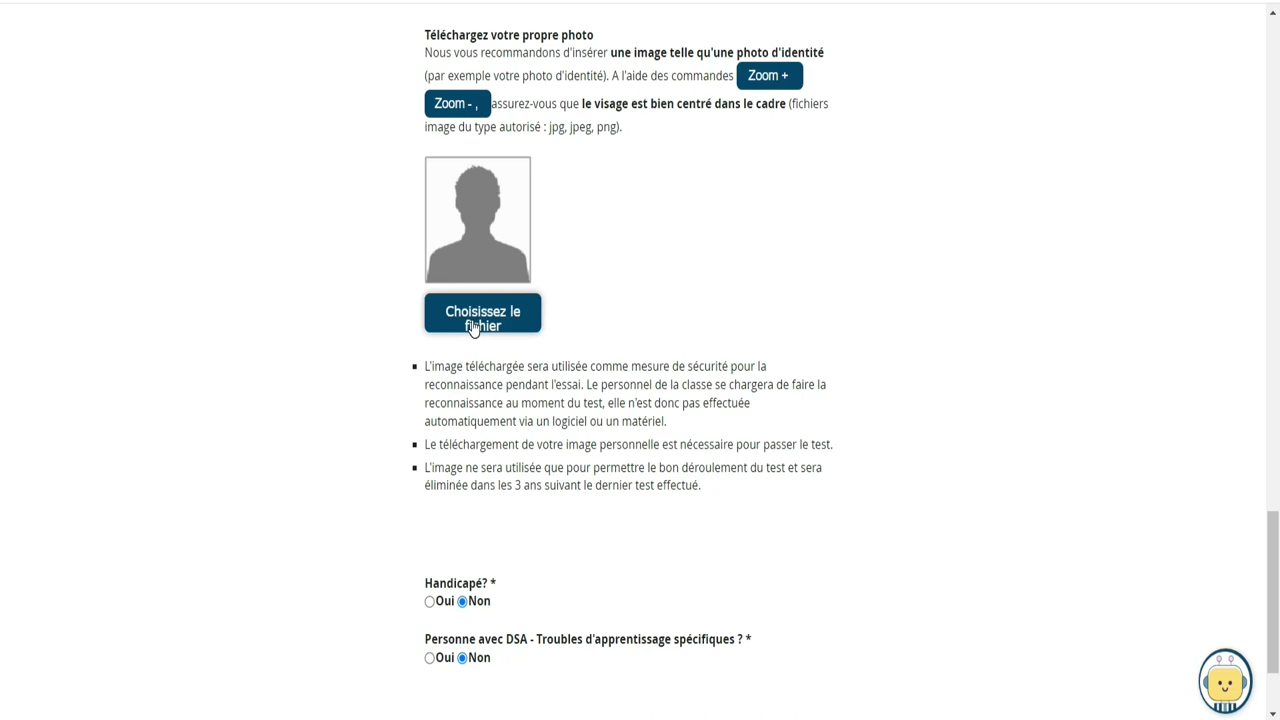 Téléchargez votre propre photo
Nous vous recommandons d'insérer une image telle qu'une photo d'identité
(par exemple votre photo d'identité). A l'aide des commandes Zoom +
Zoom - , assurez-vous que le visage est bien centré dans le cadre (fichiers
image du type autorisé : jpg, jpeg, png).
Choisissez le
fichier
L'image téléchargée sera utilisée comme mesure de sécurité pour la
reconnaissance pendant l'essai. Le personnel de la classe se chargera de faire la
reconnaissance au moment du test, elle n'est donc pas effectuée
automatiquement via un logiciel ou un matériel.
Le téléchargement de votre image personnelle est nécessaire pour passer le test.
L'image ne sera utilisée que pour permettre le bon déroulement du test et sera
éliminée dans les 3 ans suivant le dernier test effectué.
Handicapé? *
Oui Non
Personne avec DSA - Troubles d'apprentissage spécifiques ? *
Oui Non